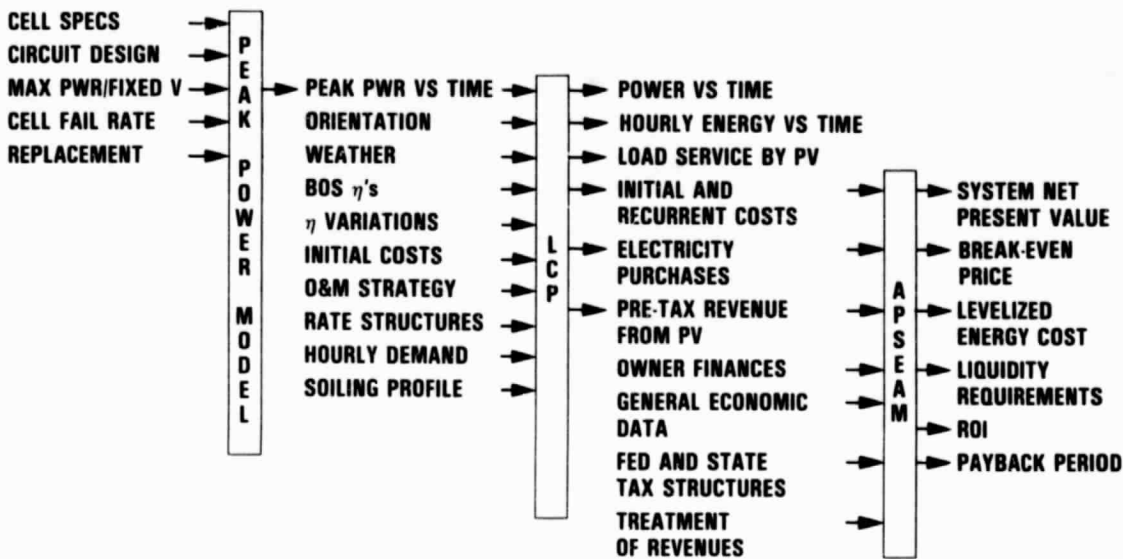 CELL SPECS
CIRCUIT DESIGN
MAX PWR/FIXED V
CELL FAIL RATE
REPLACEMENT
PEAK POWER MODEL
PEAK PWR VS TIME
ORIENTATION
WEATHER
BOS η's
η VARIATIONS
INITIAL COSTS
O&M STRATEGY
RATE STRUCTURES
HOURLY DEMAND
SOILING PROFILE
LCP
POWER VS TIME
HOURLY ENERGY VS TIME
LOAD SERVICE BY PV
INITIAL AND
RECURRENT COSTS
ELECTRICITY
PURCHASES
PRE-TAX REVENUE
FROM PV
OWNER FINANCES
GENERAL ECONOMIC
DATA
FED AND STATE
TAX STRUCTURES
TREATMENT
OF REVENUES
APSEAM
SYSTEM NET
PRESENT VALUE
BREAK-EVEN
PRICE
LEVELIZED
ENERGY COST
LIQUIDITY
REQUIREMENTS
ROI
PAYBACK PERIOD